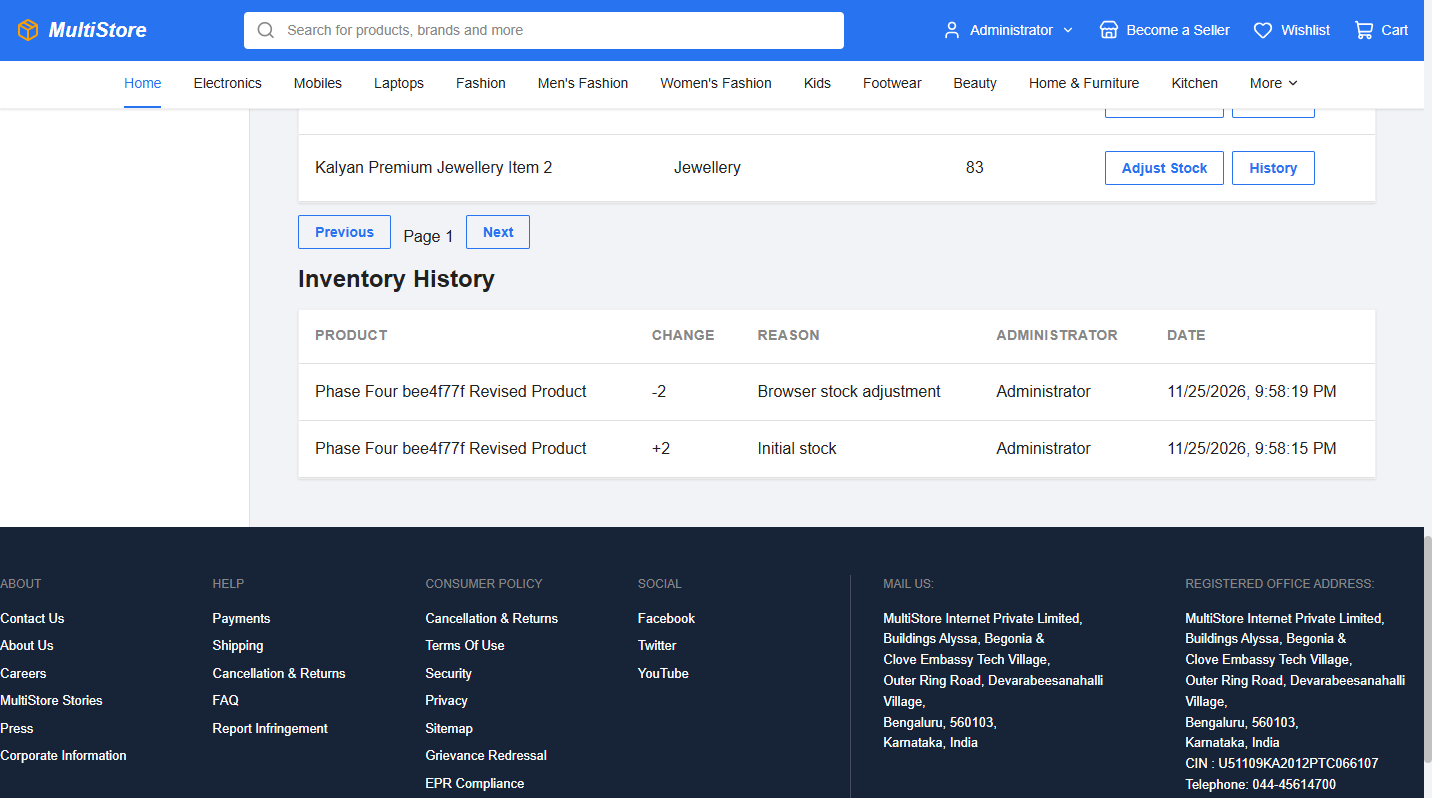 MultiStore
Search for products, brands and more
Administrator
Become a Seller
Wishlist
Cart
Home
Electronics
Mobiles
Laptops
Fashion
Men's Fashion
Women's Fashion
Kids
Footwear
Beauty
Home & Furniture
Kitchen
More
Kalyan Premium Jewellery Item 2 Jewellery 83 Adjust Stock History
Previous Page 1 Next
Inventory History
PRODUCT CHANGE REASON ADMINISTRATOR DATE
Phase Four bee4f77f Revised Product -2 Browser stock adjustment Administrator 11/25/2026, 9:58:19 PM
Phase Four bee4f77f Revised Product +2 Initial stock Administrator 11/25/2026, 9:58:15 PM
ABOUT
Contact Us
About Us
Careers
MultiStore Stories
Press
Corporate Information
HELP
Payments
Shipping
Cancellation & Returns
FAQ
Report Infringement
CONSUMER POLICY
Cancellation & Returns
Terms Of Use
Security
Privacy
Sitemap
Grievance Redressal
EPR Compliance
SOCIAL
Facebook
Twitter
YouTube
MAIL US:
MultiStore Internet Private Limited,
Buildings Alyssa, Begonia &
Clove Embassy Tech Village,
Outer Ring Road, Devarabeesanahalli
Village,
Bengaluru, 560103,
Karnataka, India
REGISTERED OFFICE ADDRESS:
MultiStore Internet Private Limited,
Buildings Alyssa, Begonia &
Clove Embassy Tech Village,
Outer Ring Road, Devarabeesanahalli
Village,
Bengaluru, 560103,
Karnataka, India
CIN : U51109KA2012PTC066107
Telephone: 044-45614700